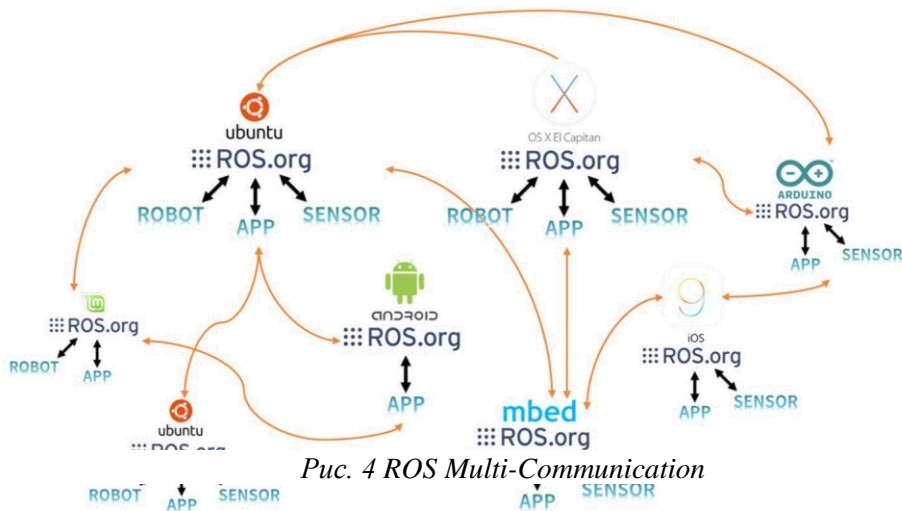 ubuntu
ROS.org
ROBOT
APP
SENSOR
OS X El Capitan
ROS.org
ROBOT
APP
SENSOR
ARDUINO
ROS.org
APP
SENSOR
ROS.org
ROBOT
APP
ANDROID
ROS.org
APP
9
iOS
ROS.org
APP
SENSOR
ubuntu
ROS.org
ROBOT
SENSOR
mbed
ROS.org
APP
SENSOR
Рис. 4 ROS Multi-Communication